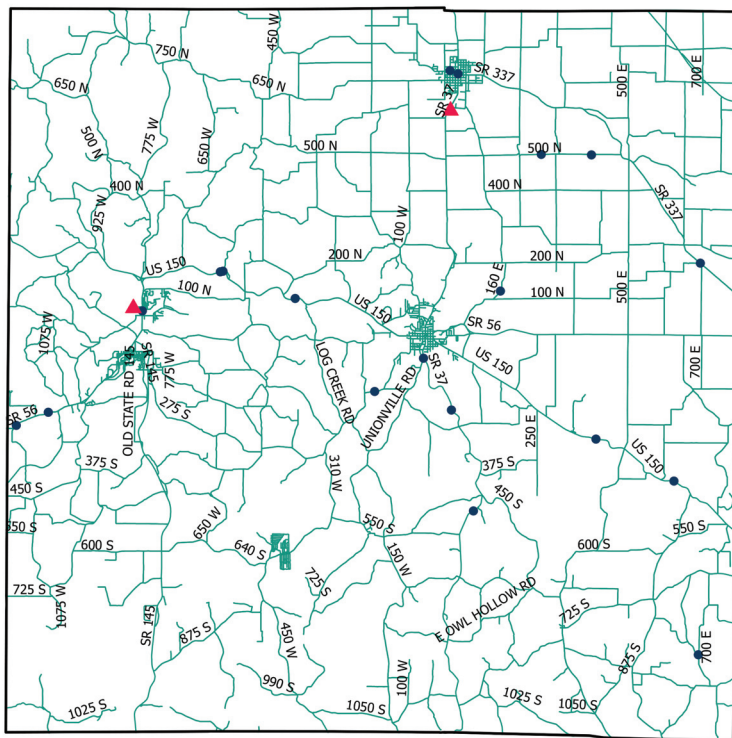 450 W
750 N
650 N
650 N
SR 337
SR 37
500 E
700 E
500 N
775 W
650 W
500 N
500 N
400 N
400 N
SR 337
925 W
100 W
US 150
200 N
200 N
100 N
160 E
100 N
500 E
US 150
SR 56
1075 W
OLD STATE RD 145
SR 145
775 W
LOG CREEK RD
UNIONVILLE RD
SR 37
US 150
700 E
275 S
SR 56
250 E
US 150
375 S
310 W
375 S
450 S
450 S
650 W
550 S
550 S
550 S
600 S
640 S
150 W
600 S
725 S
1075 W
725 S
E OWL HOLLOW RD
725 S
SR 145
875 S
450 W
875 S
700 E
990 S
100 W
1025 S
1050 S
1025 S
1050 S